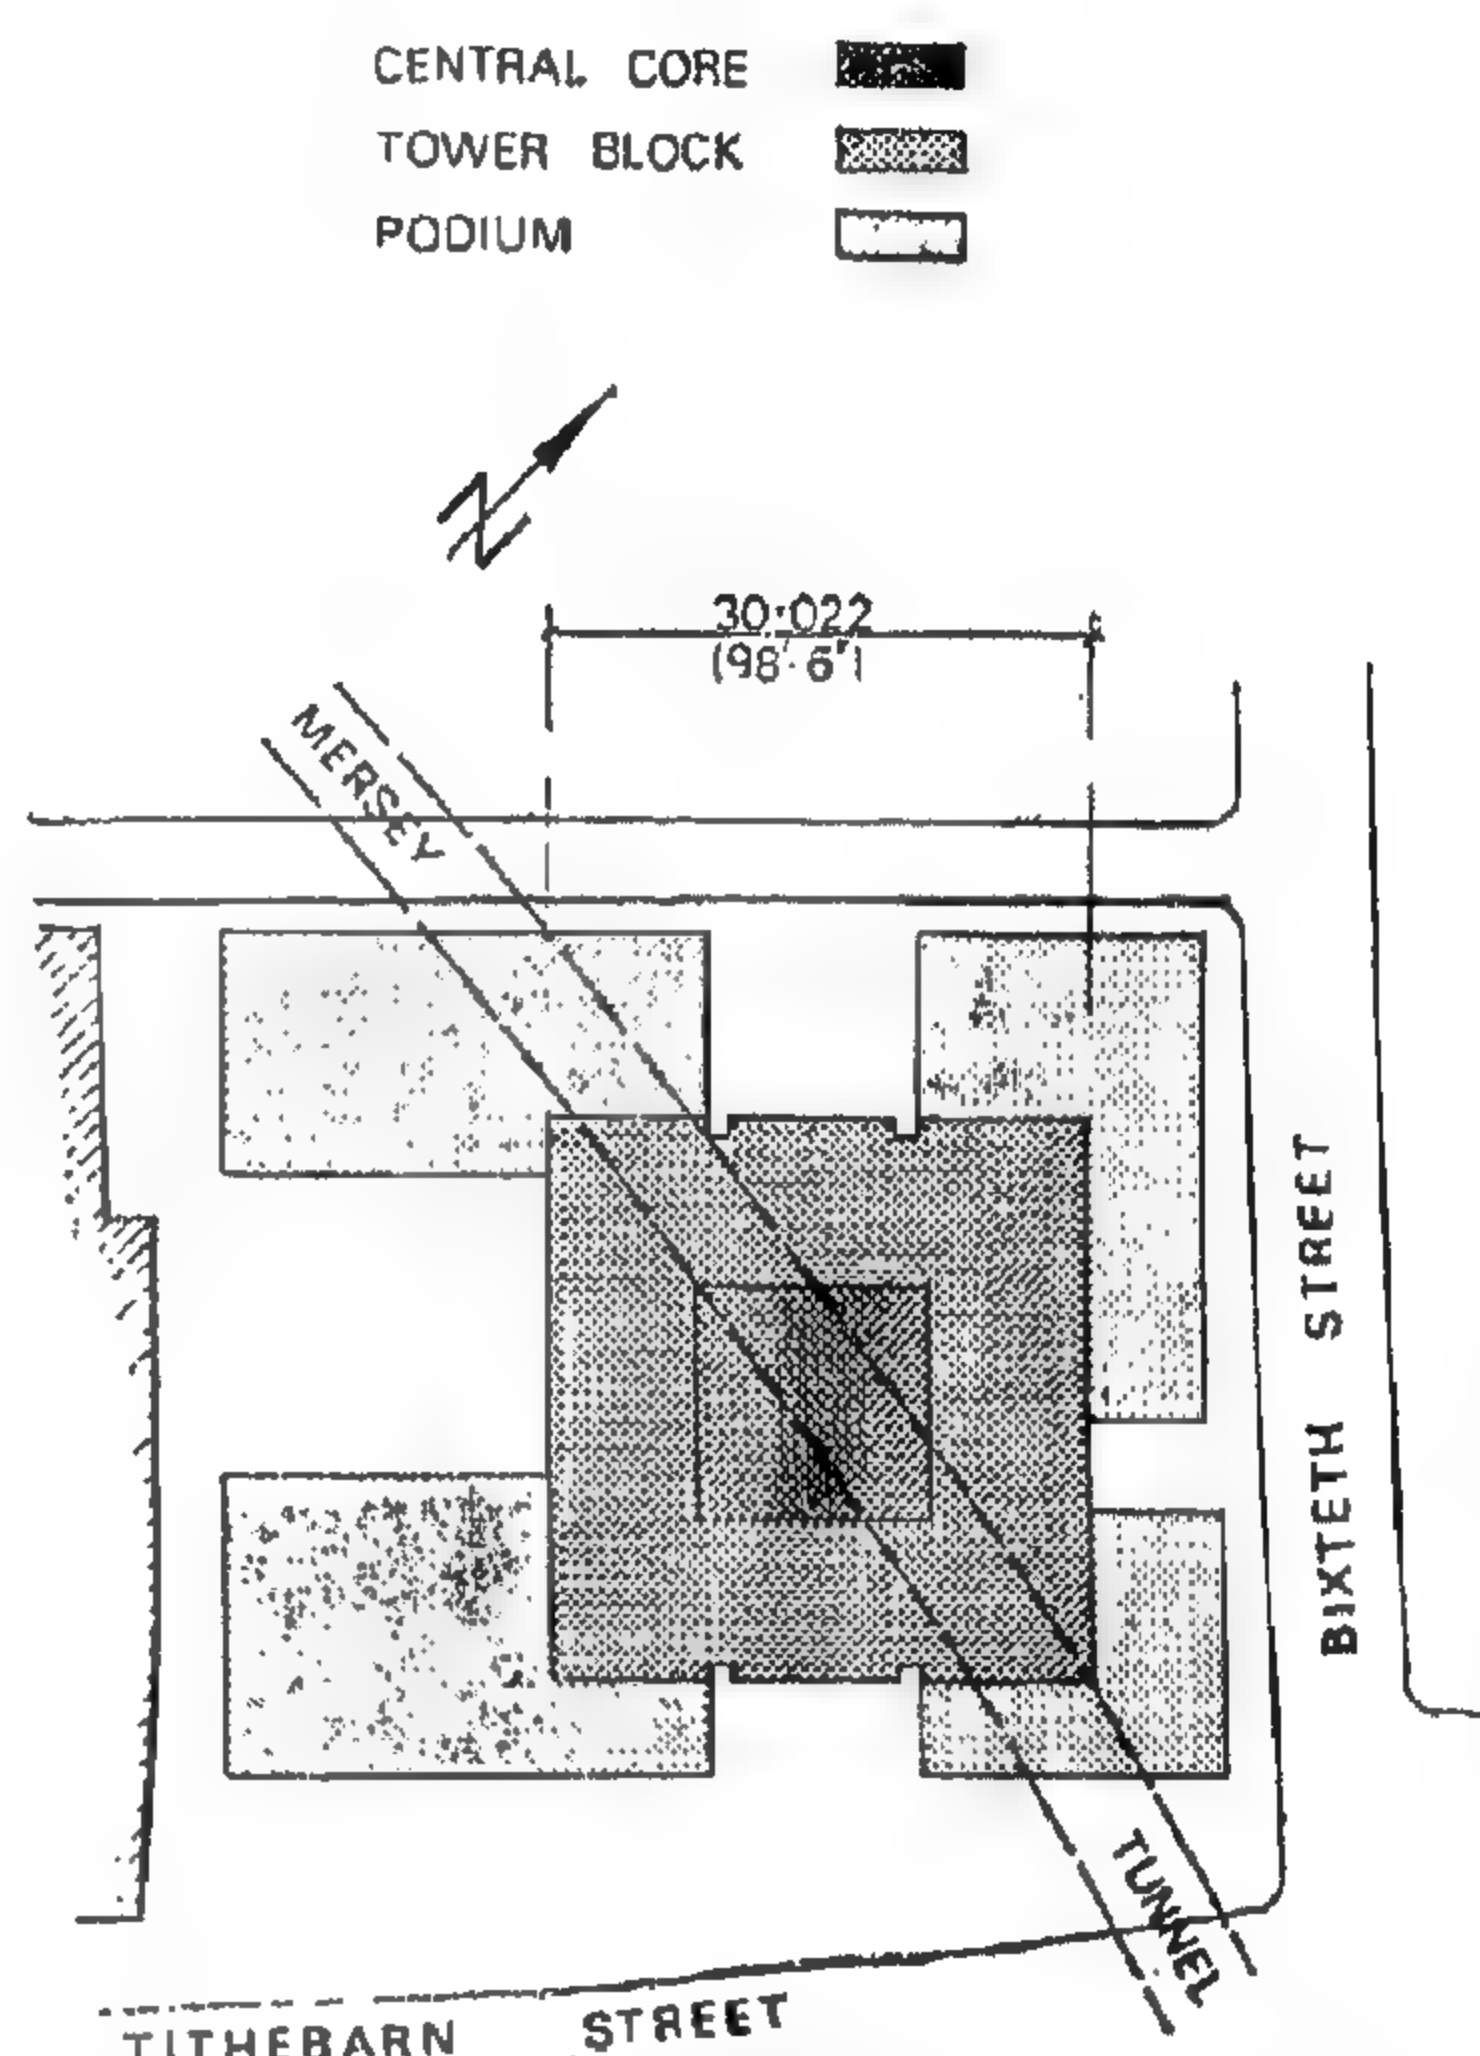 CENTRAL CORE
TOWER BLOCK
PODIUM
N
30·022
(98'·6")
MERSEY
BIXTETH STREET
TUNNEL
TITHEBARN STREET